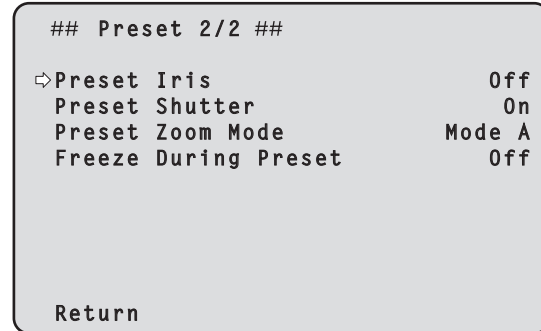 ## Preset 2/2 ##
⇨Preset Iris Off
Preset Shutter On
Preset Zoom Mode Mode A
Freeze During Preset Off
Return